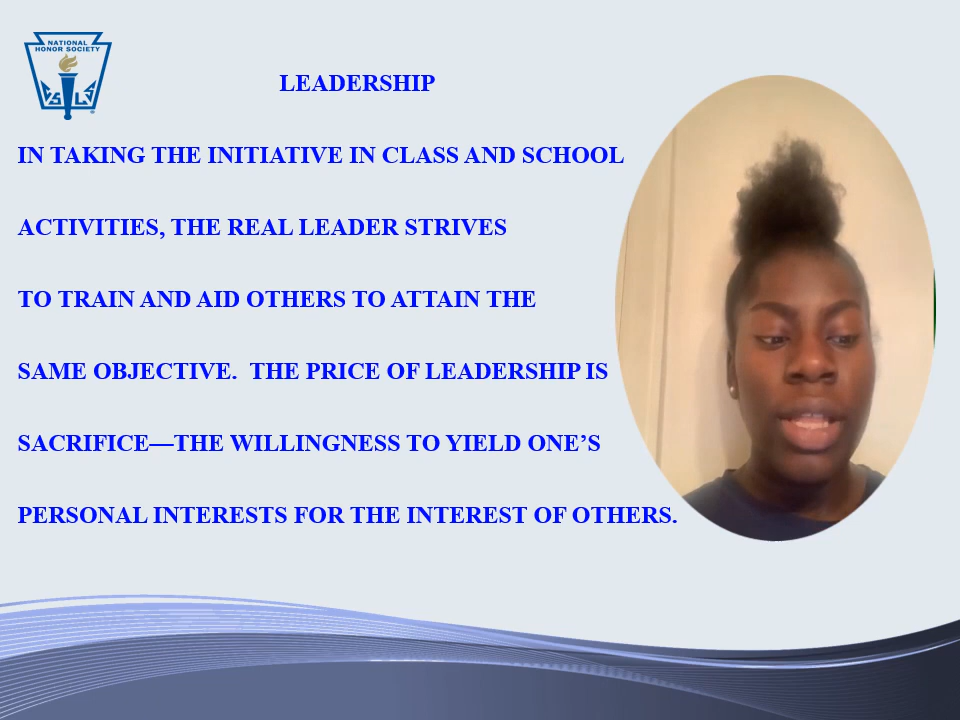 NATIONAL
HONOR SOCIETY
LEADERSHIP
IN TAKING THE INITIATIVE IN CLASS AND SCHOOL
ACTIVITIES, THE REAL LEADER STRIVES
TO TRAIN AND AID OTHERS TO ATTAIN THE
SAME OBJECTIVE.  THE PRICE OF LEADERSHIP IS
SACRIFICE—THE WILLINGNESS TO YIELD ONE’S
PERSONAL INTERESTS FOR THE INTEREST OF OTHERS.